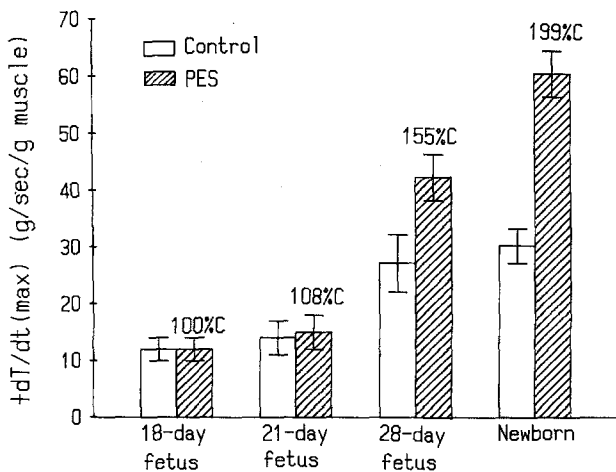 +dT/dt(max) (g/sec/g muscle)
70
60
50
40
30
20
10
0
Control
PES
100%C
108%C
155%C
199%C
18-day
fetus
21-day
fetus
28-day
fetus
Newborn